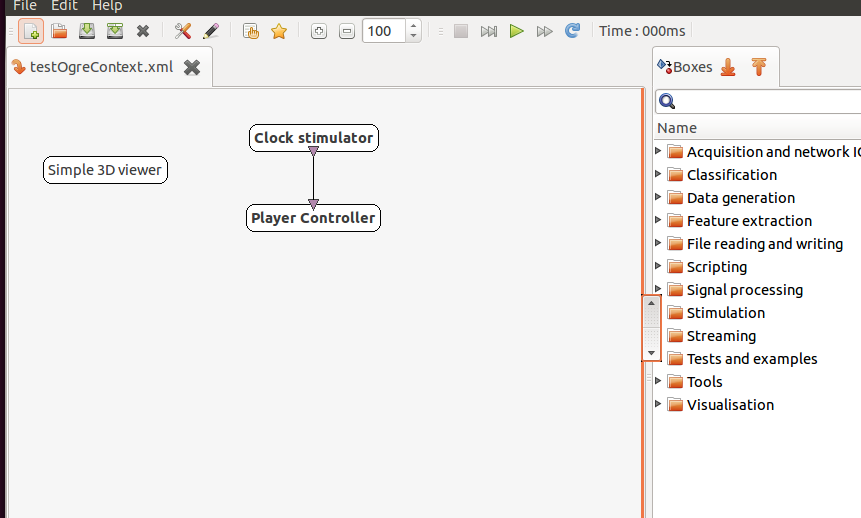 File Edit Help
100
Time : 000ms
testOgreContext.xml
Boxes
Name
Clock stimulator
Simple 3D viewer
Player Controller
Acquisition and network IO
Classification
Data generation
Feature extraction
File reading and writing
Scripting
Signal processing
Stimulation
Streaming
Tests and examples
Tools
Visualisation